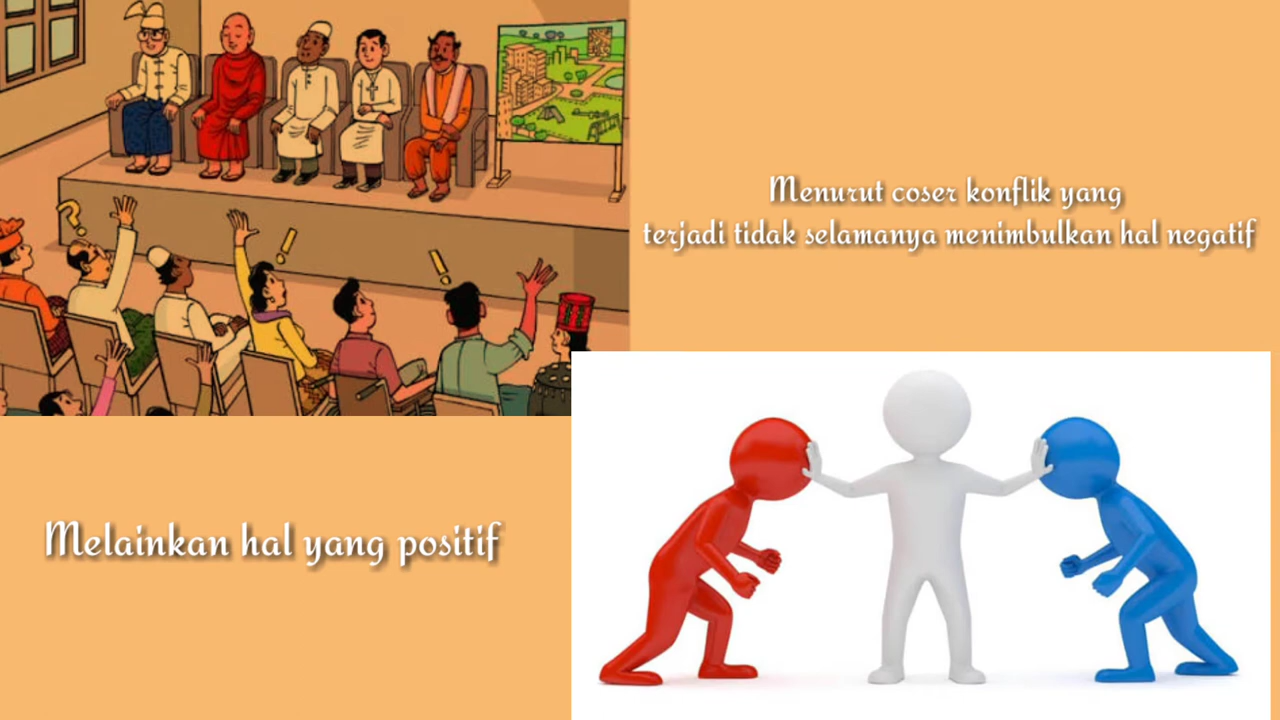 Menurut coser konflik yang
terjadi tidak selamanya menimbulkan hal negatif
Melainkan hal yang positif